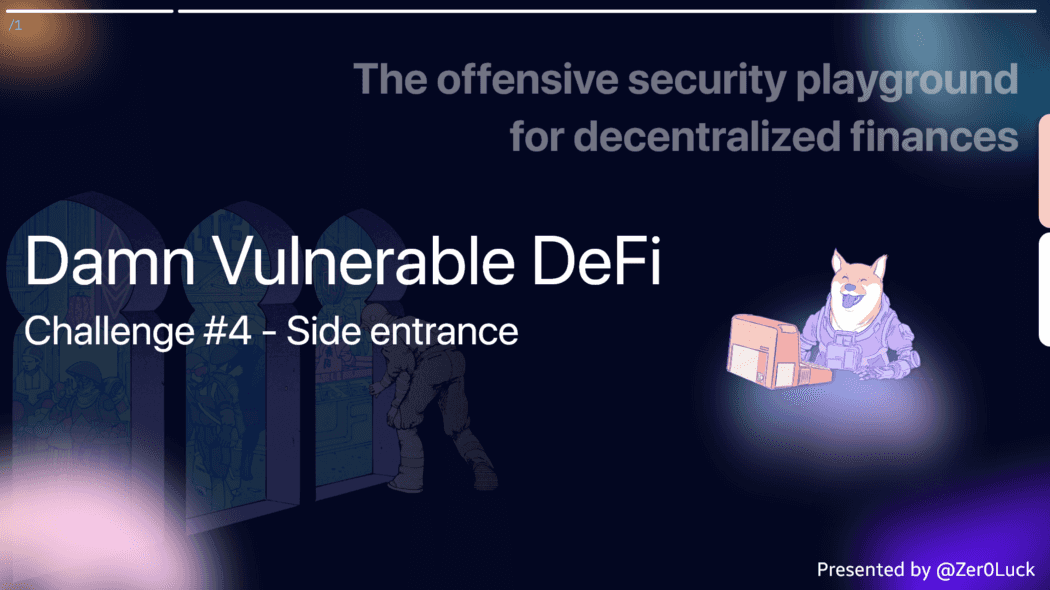 /1
The offensive security playground
for decentralized finances
Damn Vulnerable DeFi
Challenge #4 - Side entrance
Presented by @Zer0Luck